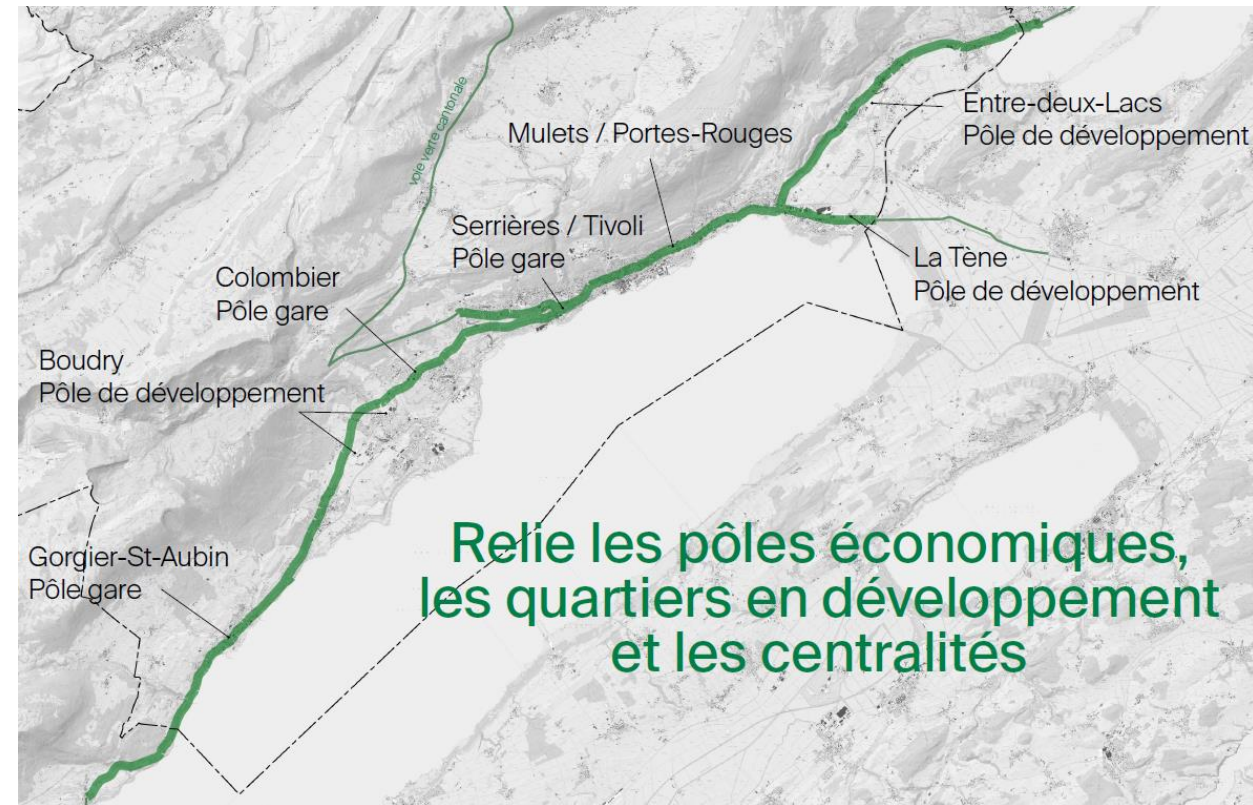 voie verte cantonale
Entre-deux-Lacs
Pôle de développement
Mulets / Portes-Rouges
Serrières / Tivoli
Pôle gare
La Tène
Pôle de développement
Colombier
Pôle gare
Boudry
Pôle de développement
Gorgier-St-Aubin
Pôle gare
Relie les pôles économiques,
les quartiers en développement
et les centralités